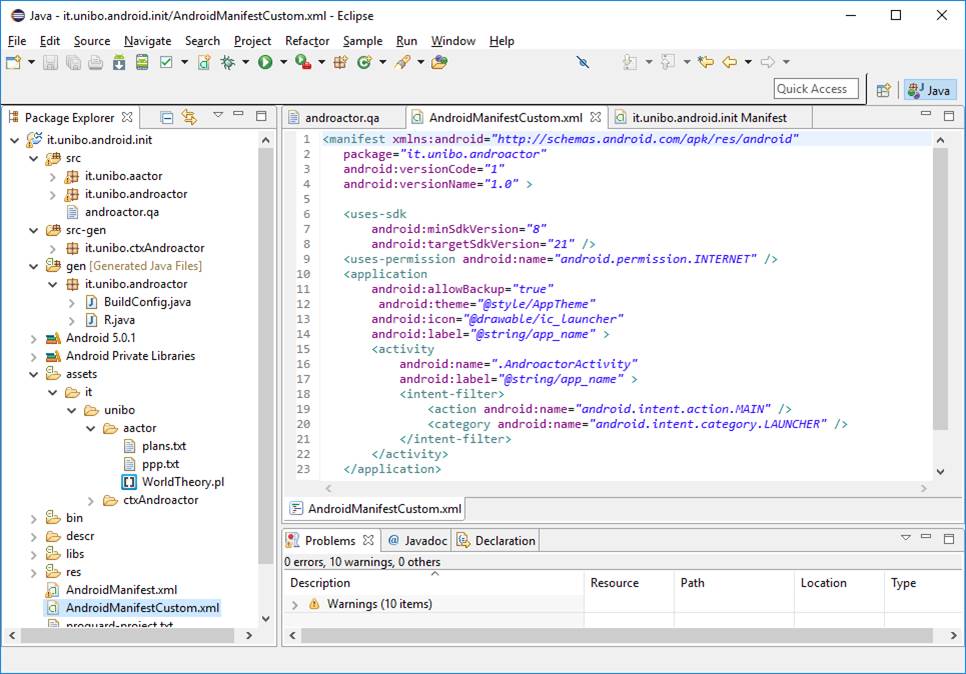 Java - it.unibo.android.init/AndroidManifestCustom.xml - Eclipse
File Edit Source Navigate Search Project Refactor Sample Run Window Help
Quick Access
Java
Package Explorer
it.unibo.android.init
src
it.unibo.aactor
it.unibo.androactor
androactor.qa
src-gen
it.unibo.ctxAndroactor
gen [Generated Java Files]
it.unibo.androactor
BuildConfig.java
R.java
Android 5.0.1
Android Private Libraries
assets
it
unibo
aactor
plans.txt
ppp.txt
WorldTheory.pl
ctxAndroactor
bin
descr
libs
res
AndroidManifest.xml
AndroidManifestCustom.xml
proguard-project.txt
androactor.qa AndroidManifestCustom.xml it.unibo.android.init Manifest
1 <manifest xmlns:android="http://schemas.android.com/apk/res/android"
2 package="it.unibo.androactor"
3 android:versionCode="1"
4 android:versionName="1.0" >
5
6 <uses-sdk
7 android:minSdkVersion="8"
8 android:targetSdkVersion="21" />
9 <uses-permission android:name="android.permission.INTERNET" />
10 <application
11 android:allowBackup="true"
12 android:theme="@style/AppTheme"
13 android:icon="@drawable/ic_launcher"
14 android:label="@string/app_name" >
15 <activity
16 android:name=".AndroactorActivity"
17 android:label="@string/app_name" >
18 <intent-filter>
19 <action android:name="android.intent.action.MAIN" />
20 <category android:name="android.intent.category.LAUNCHER" />
21 </intent-filter>
22 </activity>
23 </application>
AndroidManifestCustom.xml
Problems Javadoc Declaration
0 errors, 10 warnings, 0 others
Description Resource Path Location Type
Warnings (10 items)